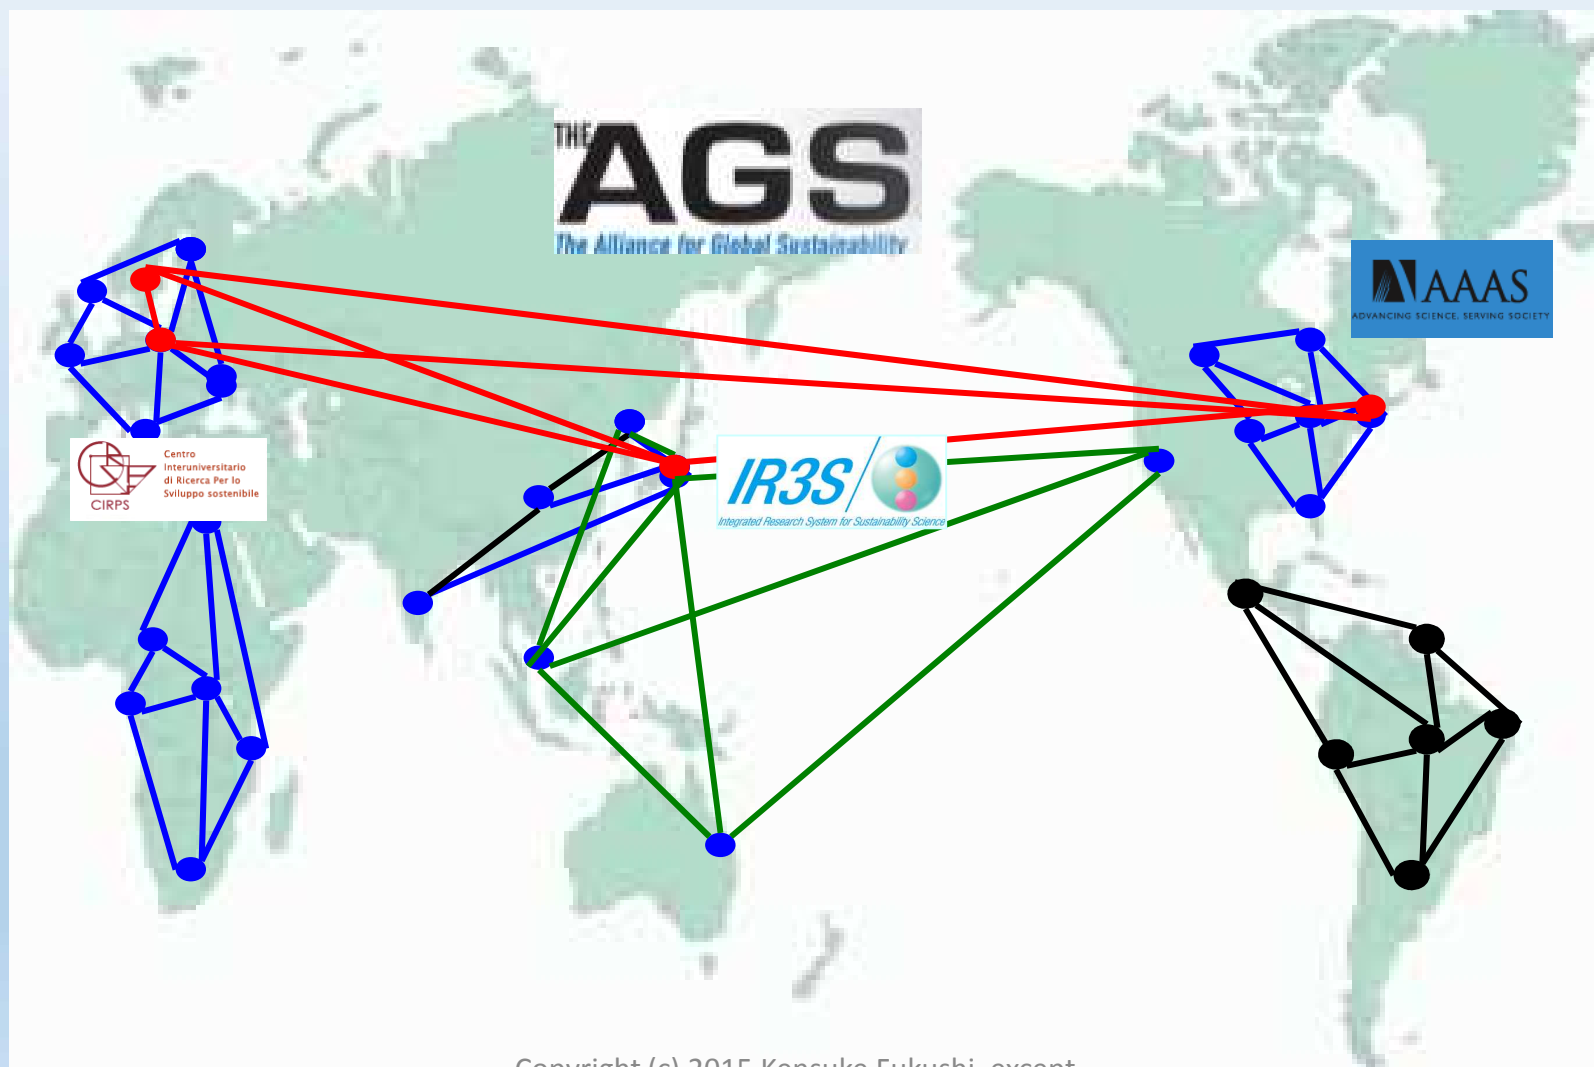 THE
AGS
The Alliance for Global Sustainability
AAAS
ADVANCING SCIENCE, SERVING SOCIETY
Centro
Interuniversitario
di Ricerca Per lo
Sviluppo sostenibile
CIRPS
IR3S
Integrated Research System for Sustainability Science
Copyright (c) 2015 Kensuke Fukushi, except